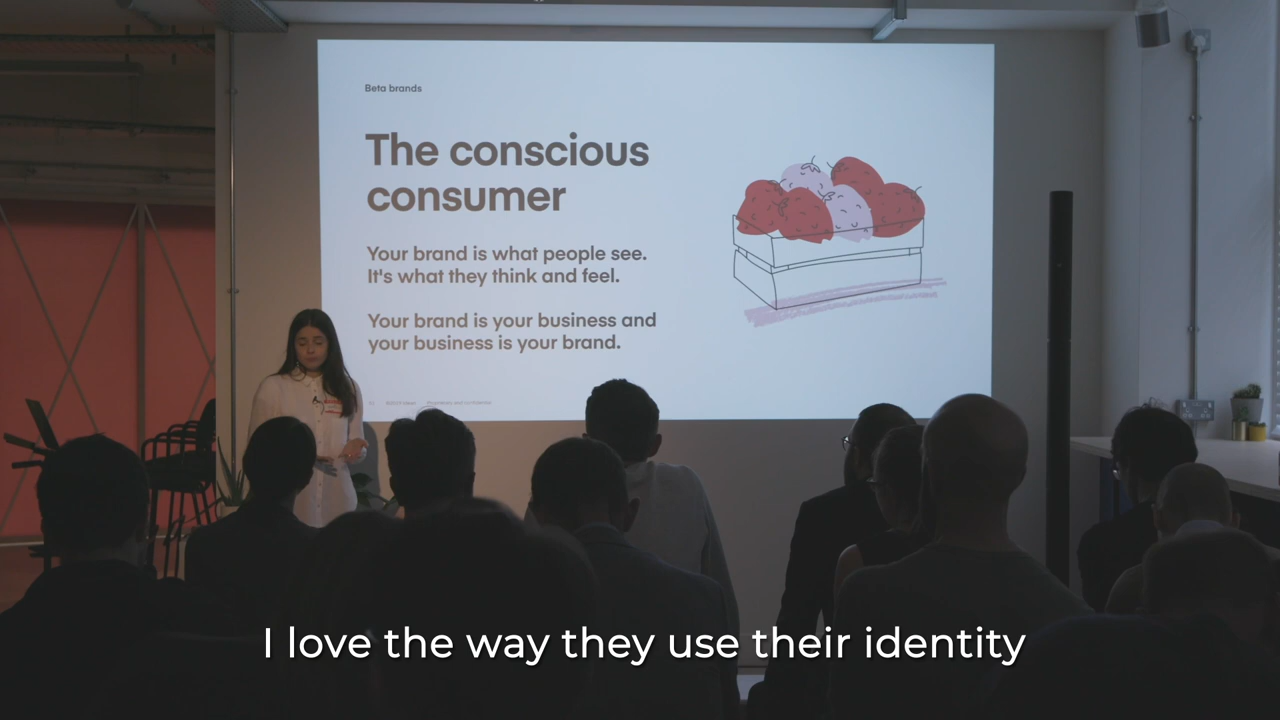 Beta brands
The conscious
consumer
Your brand is what people see.
It's what they think and feel.
Your brand is your business and
your business is your brand.
I love the way they use their identity